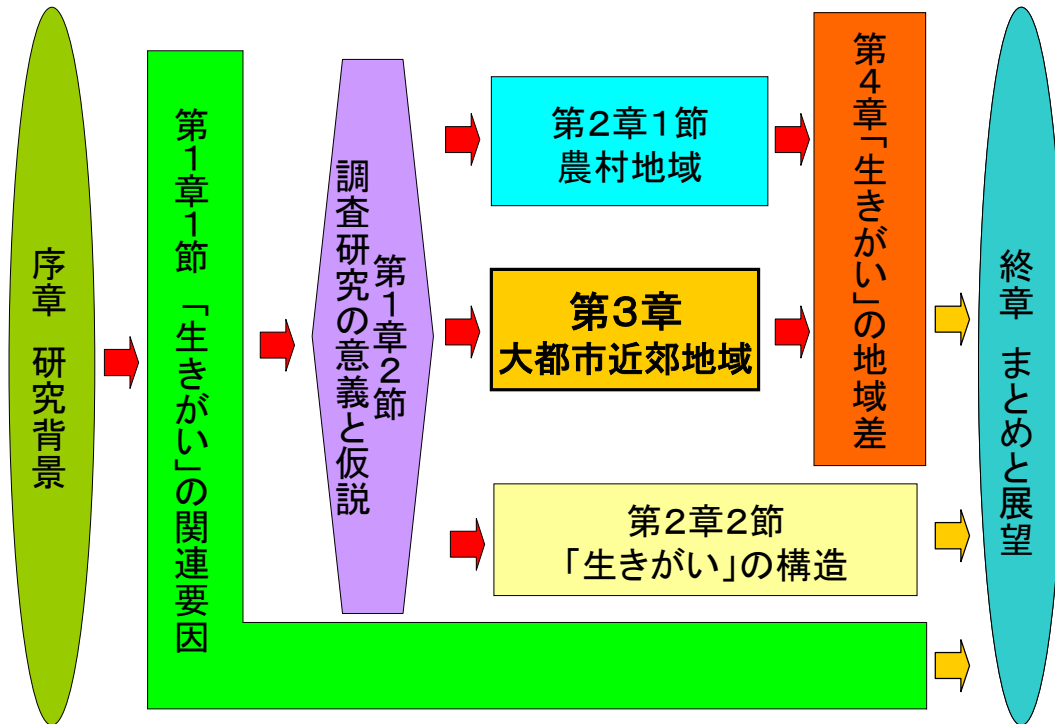 序章　研究背景
第１章１節　「生きがい」の関連要因
第１章２節
調査研究の意義と仮説
第２章１節
農村地域
第３章
大都市近郊地域
第２章２節
「生きがい」の構造
第４章「生きがい」の地域差
終章　まとめと展望